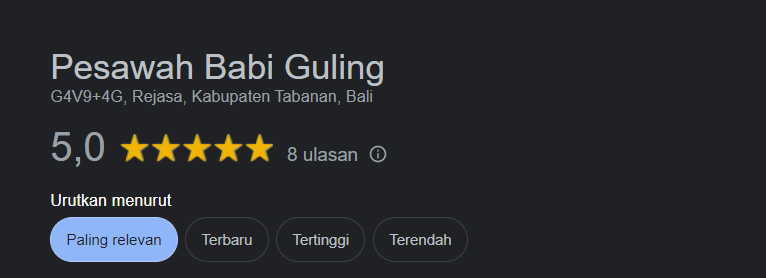 Pesawah Babi Guling
G4V9+4G, Rejasa, Kabupaten Tabanan, Bali
5,0 8 ulasan
Urutkan menurut
Paling relevan Terbaru Tertinggi Terendah